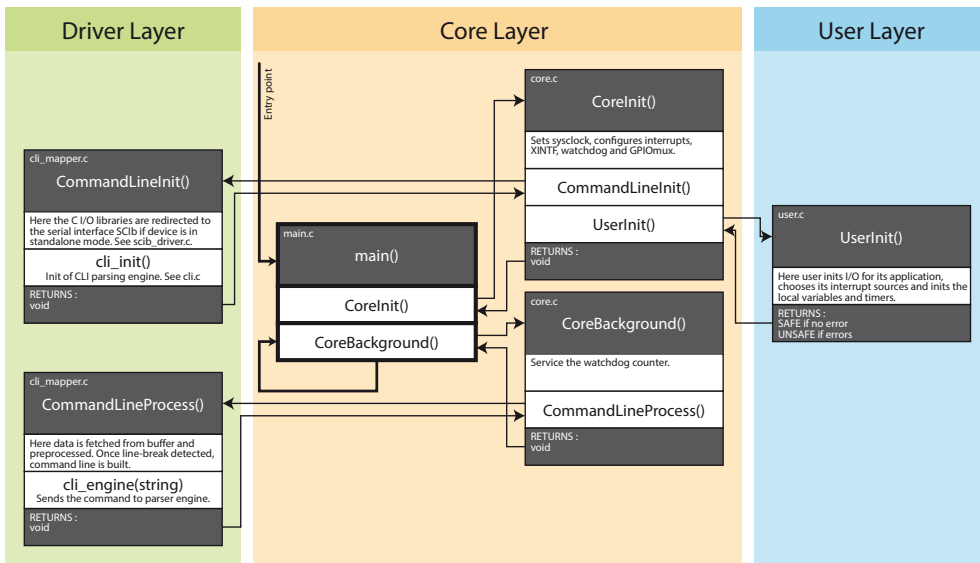 Driver Layer
Core Layer
User Layer
Entry point
cli_mapper.c
CommandLineInit()
Here the C I/O libraries are redirected to
the serial interface SCIb if device is in
standalone mode. See scib_driver.c.
cli_init()
Init of CLI parsing engine. See cli.c
RETURNS :
void
cli_mapper.c
CommandLineProcess()
Here data is fetched from buffer and
preprocessed. Once line-break detected,
command line is built.
cli_engine(string)
Sends the command to parser engine.
RETURNS :
void
main.c
main()
CoreInit()
CoreBackground()
core.c
CoreInit()
Sets sysclock, configures interrupts,
XINTF, watchdog and GPIOmux.
CommandLineInit()
UserInit()
RETURNS :
void
core.c
CoreBackground()
Service the watchdog counter.
CommandLineProcess()
RETURNS :
void
user.c
UserInit()
Here user inits I/O for its application,
chooses its interrupt sources and inits the
local variables and timers.
RETURNS :
SAFE if no error
UNSAFE if errors